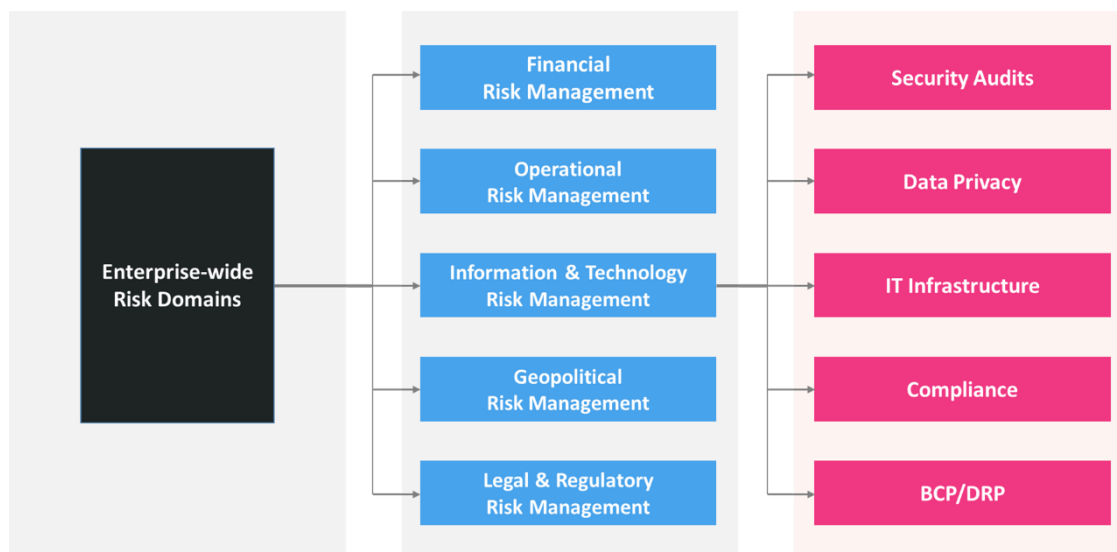 Enterprise-wide
Risk Domains
Financial
Risk Management
Operational
Risk Management
Information & Technology
Risk Management
Geopolitical
Risk Management
Legal & Regulatory
Risk Management
Security Audits
Data Privacy
IT Infrastructure
Compliance
BCP/DRP